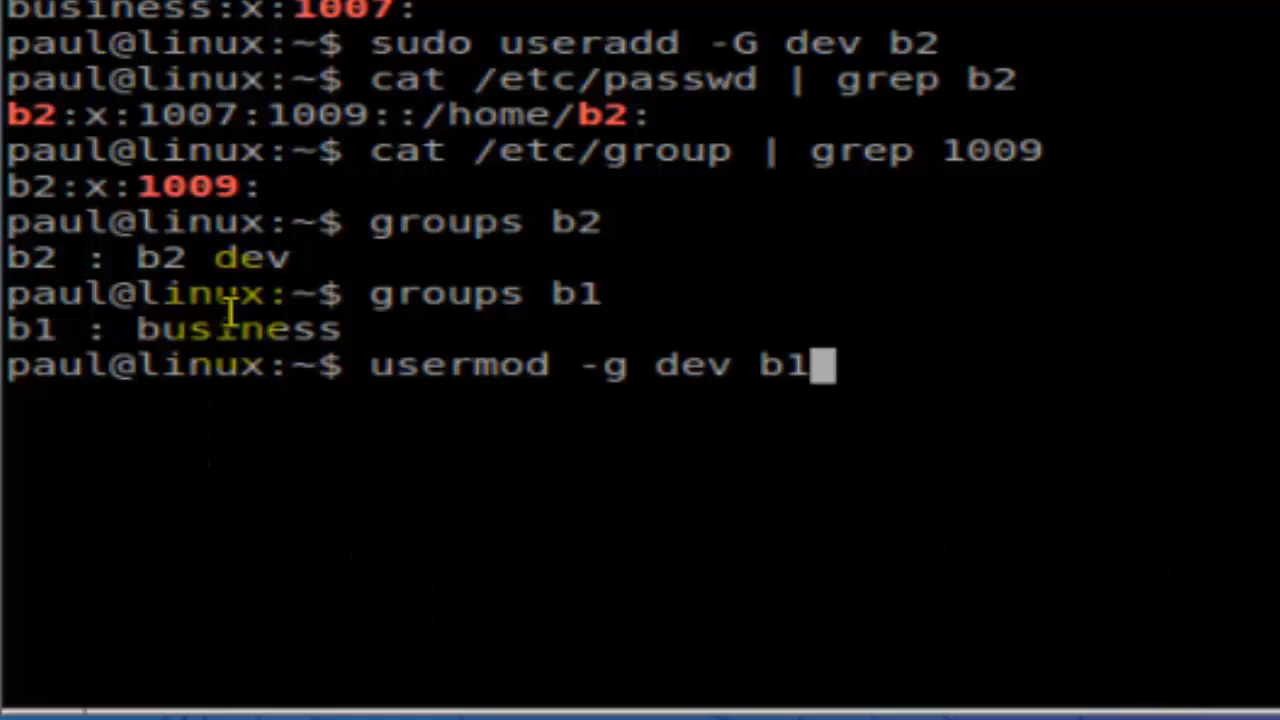 business:x:1007:
paul@linux:~$ sudo useradd -G dev b2
paul@linux:~$ cat /etc/passwd | grep b2
b2:x:1007:1009::/home/b2:
paul@linux:~$ cat /etc/group | grep 1009
b2:x:1009:
paul@linux:~$ groups b2
b2 : b2 dev
paul@linux:~$ groups b1
b1 : business
paul@linux:~$ usermod -g dev b1